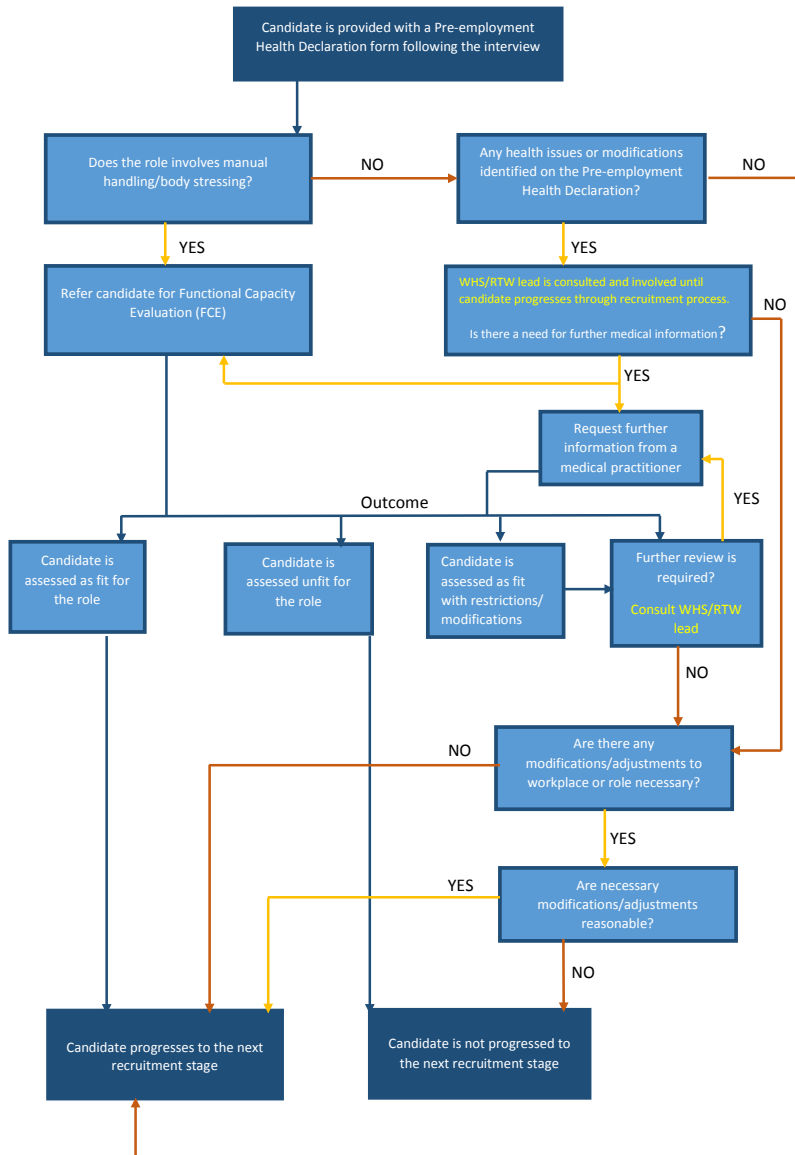 Candidate is provided with a Pre-employment
Health Declaration form following the interview
Does the role involves manual
handling/body stressing?
NO
Any health issues or modifications
identified on the Pre-employment
Health Declaration?
NO
YES
YES
Refer candidate for Functional Capacity
Evaluation (FCE)
WHS/RTW lead is consulted and involved until
candidate progresses through recruitment process.
Is there a need for further medical information?
NO
YES
Request further
information from a
medical practitioner
YES
Outcome
Candidate is
assessed as fit for
the role
Candidate is
assessed unfit for
the role
Candidate is
assessed as fit
with restrictions/
modifications
Further review is
required?
Consult WHS/RTW
lead
NO
Are there any
modifications/adjustments to
workplace or role necessary?
NO
YES
Are necessary
modifications/adjustments
reasonable?
YES
NO
Candidate progresses to the next
recruitment stage
Candidate is not progressed to
the next recruitment stage